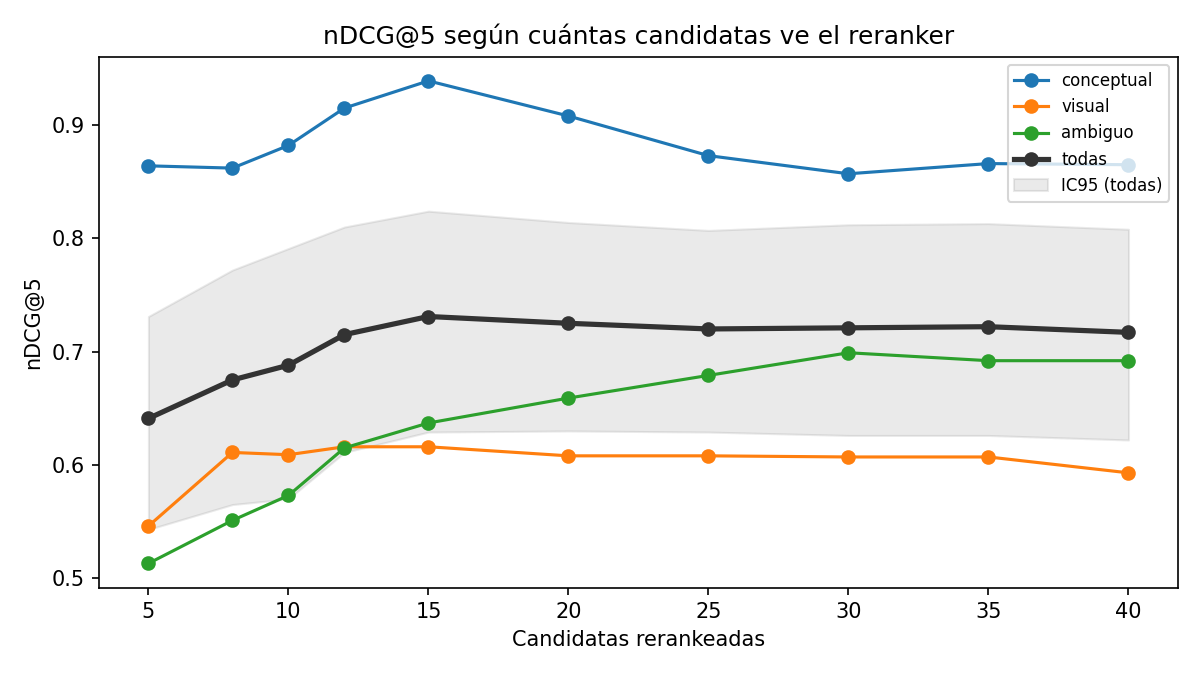 nDCG@5 según cuántas candidatas ve el reranker
conceptual
visual
ambiguo
todas
IC95 (todas)
nDCG@5
0.9
0.8
0.7
0.6
0.5
5 10 15 20 25 30 35 40
Candidatas rerankeadas